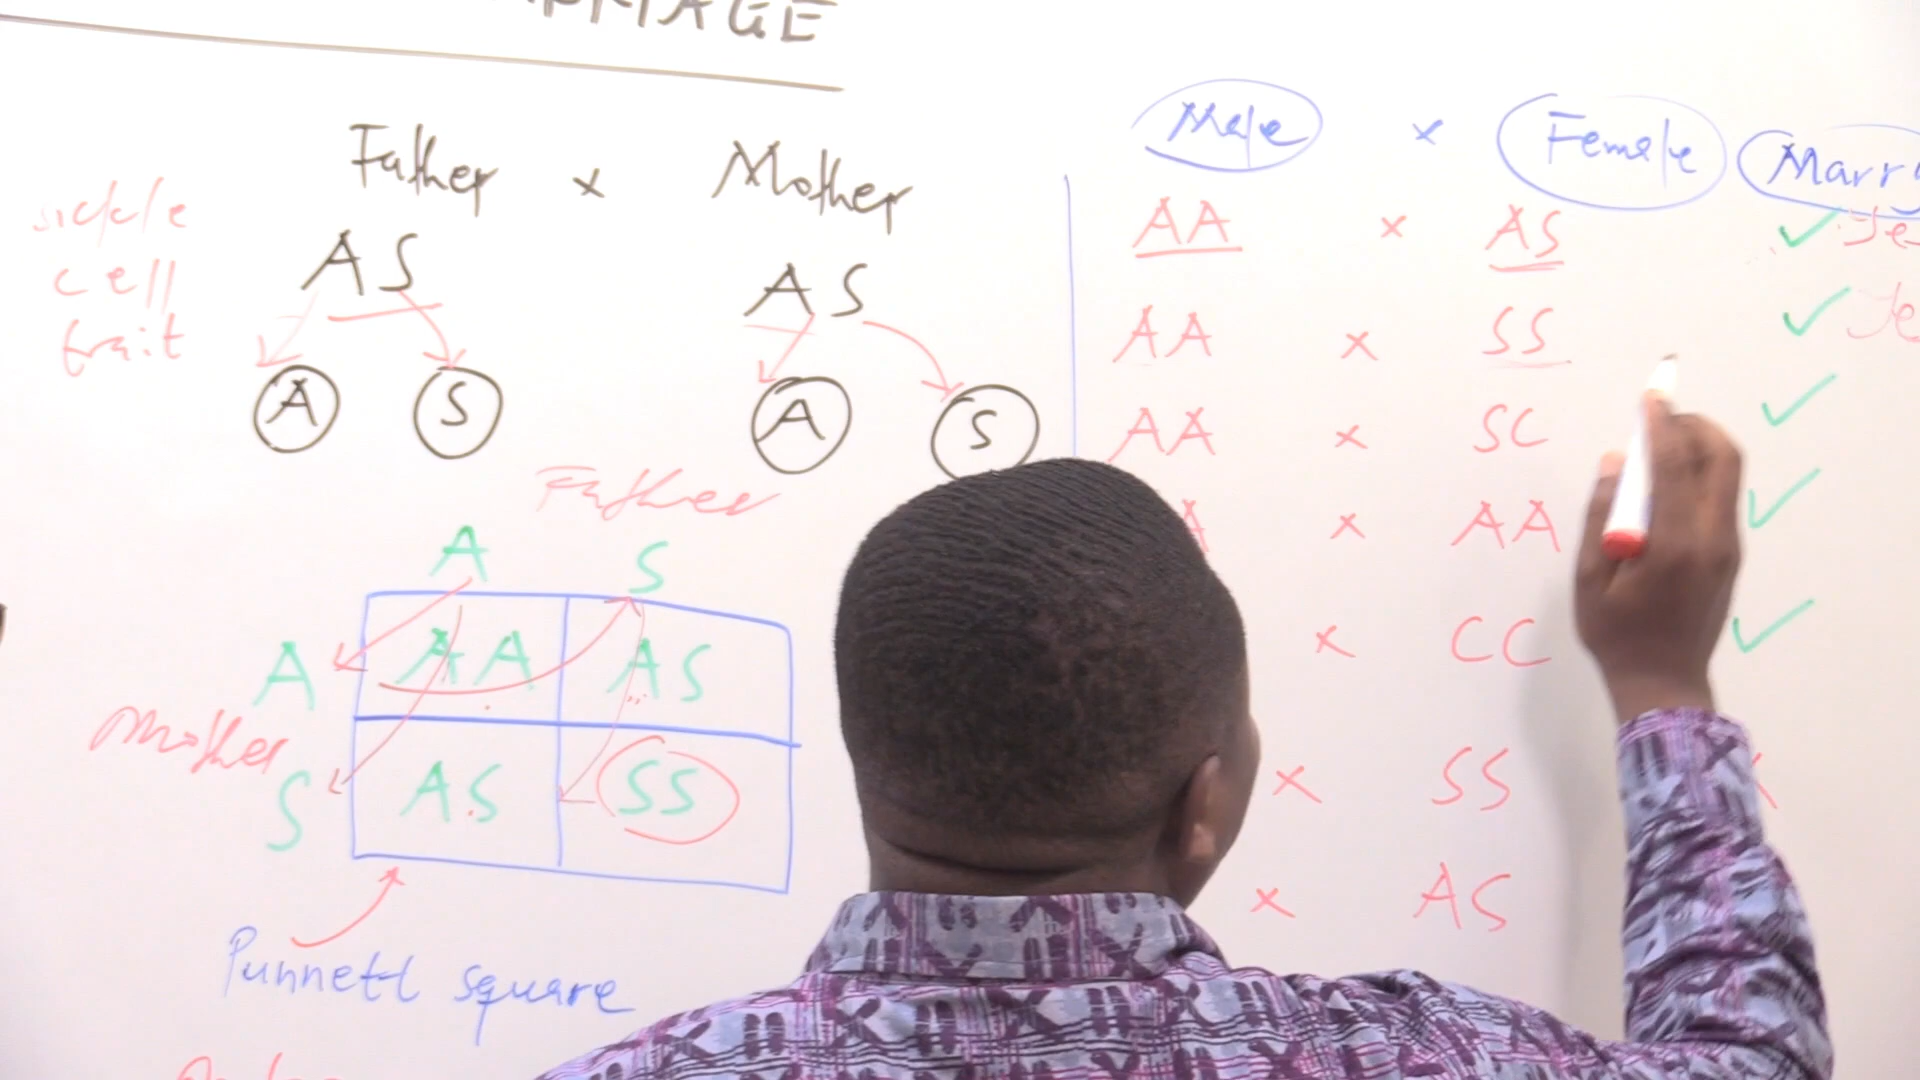 Father x Mother
sickle
cell
trait
AS AS
A S A S
Father
A S
A AA AS
Mother
S AS SS
Punnett square
Male x Female Marry
AA x AS ✓
AA x SS ✓
AA x SC ✓
x AA ✓
x CC ✓
x SS
x AS